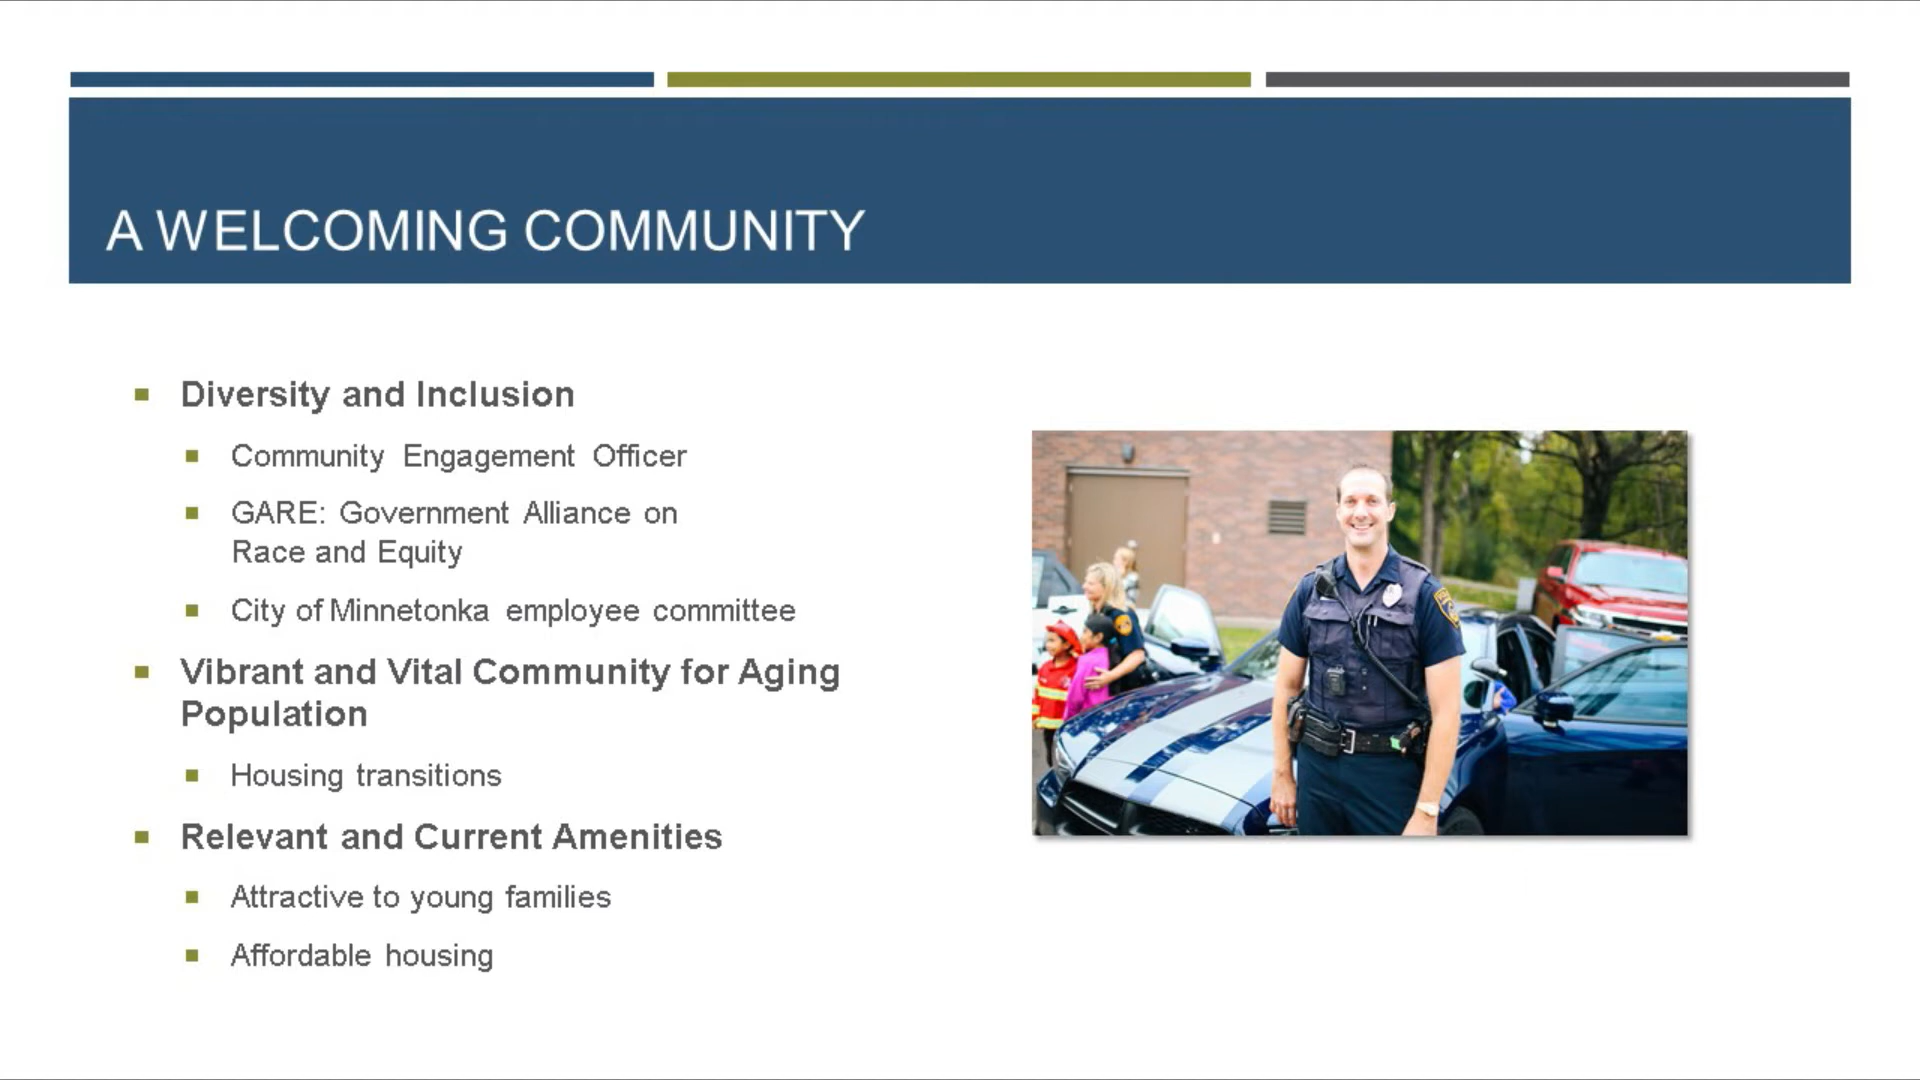 A WELCOMING COMMUNITY
Diversity and Inclusion
Community Engagement Officer
GARE: Government Alliance on
Race and Equity
City of Minnetonka employee committee
Vibrant and Vital Community for Aging
Population
Housing transitions
Relevant and Current Amenities
Attractive to young families
Affordable housing